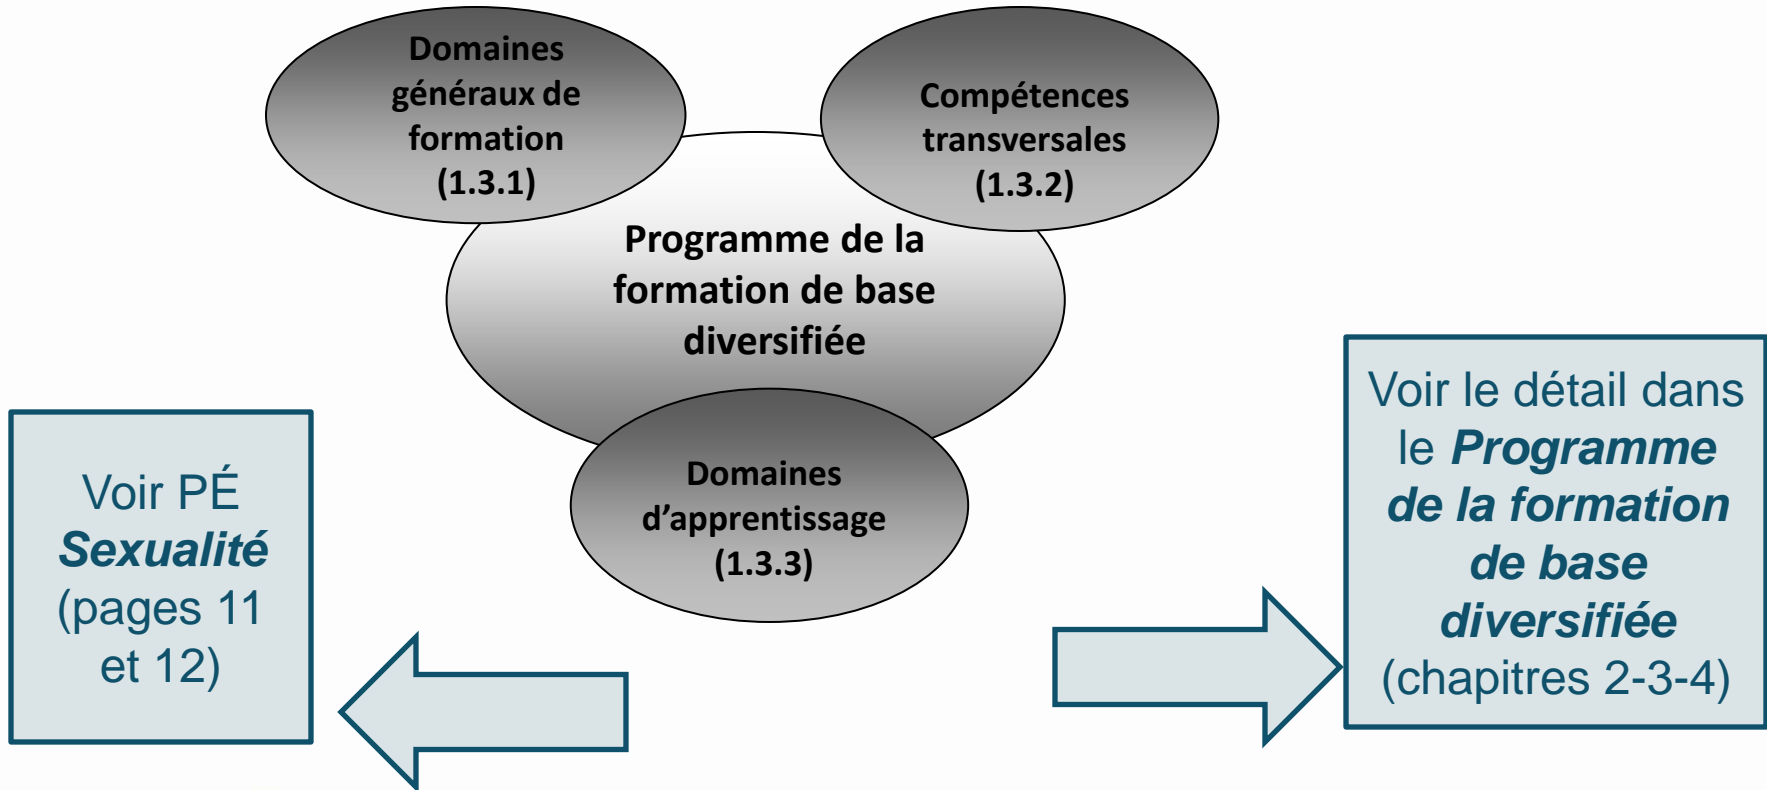 Domaines
généraux de
formation
(1.3.1)
Compétences
transversales
(1.3.2)
Programme de la
formation de base
diversifiée
Domaines
d’apprentissage
(1.3.3)
Voir PÉ
Sexualité
(pages 11
et 12)
Voir le détail dans
le Programme
de la formation
de base
diversifiée
(chapitres 2-3-4)